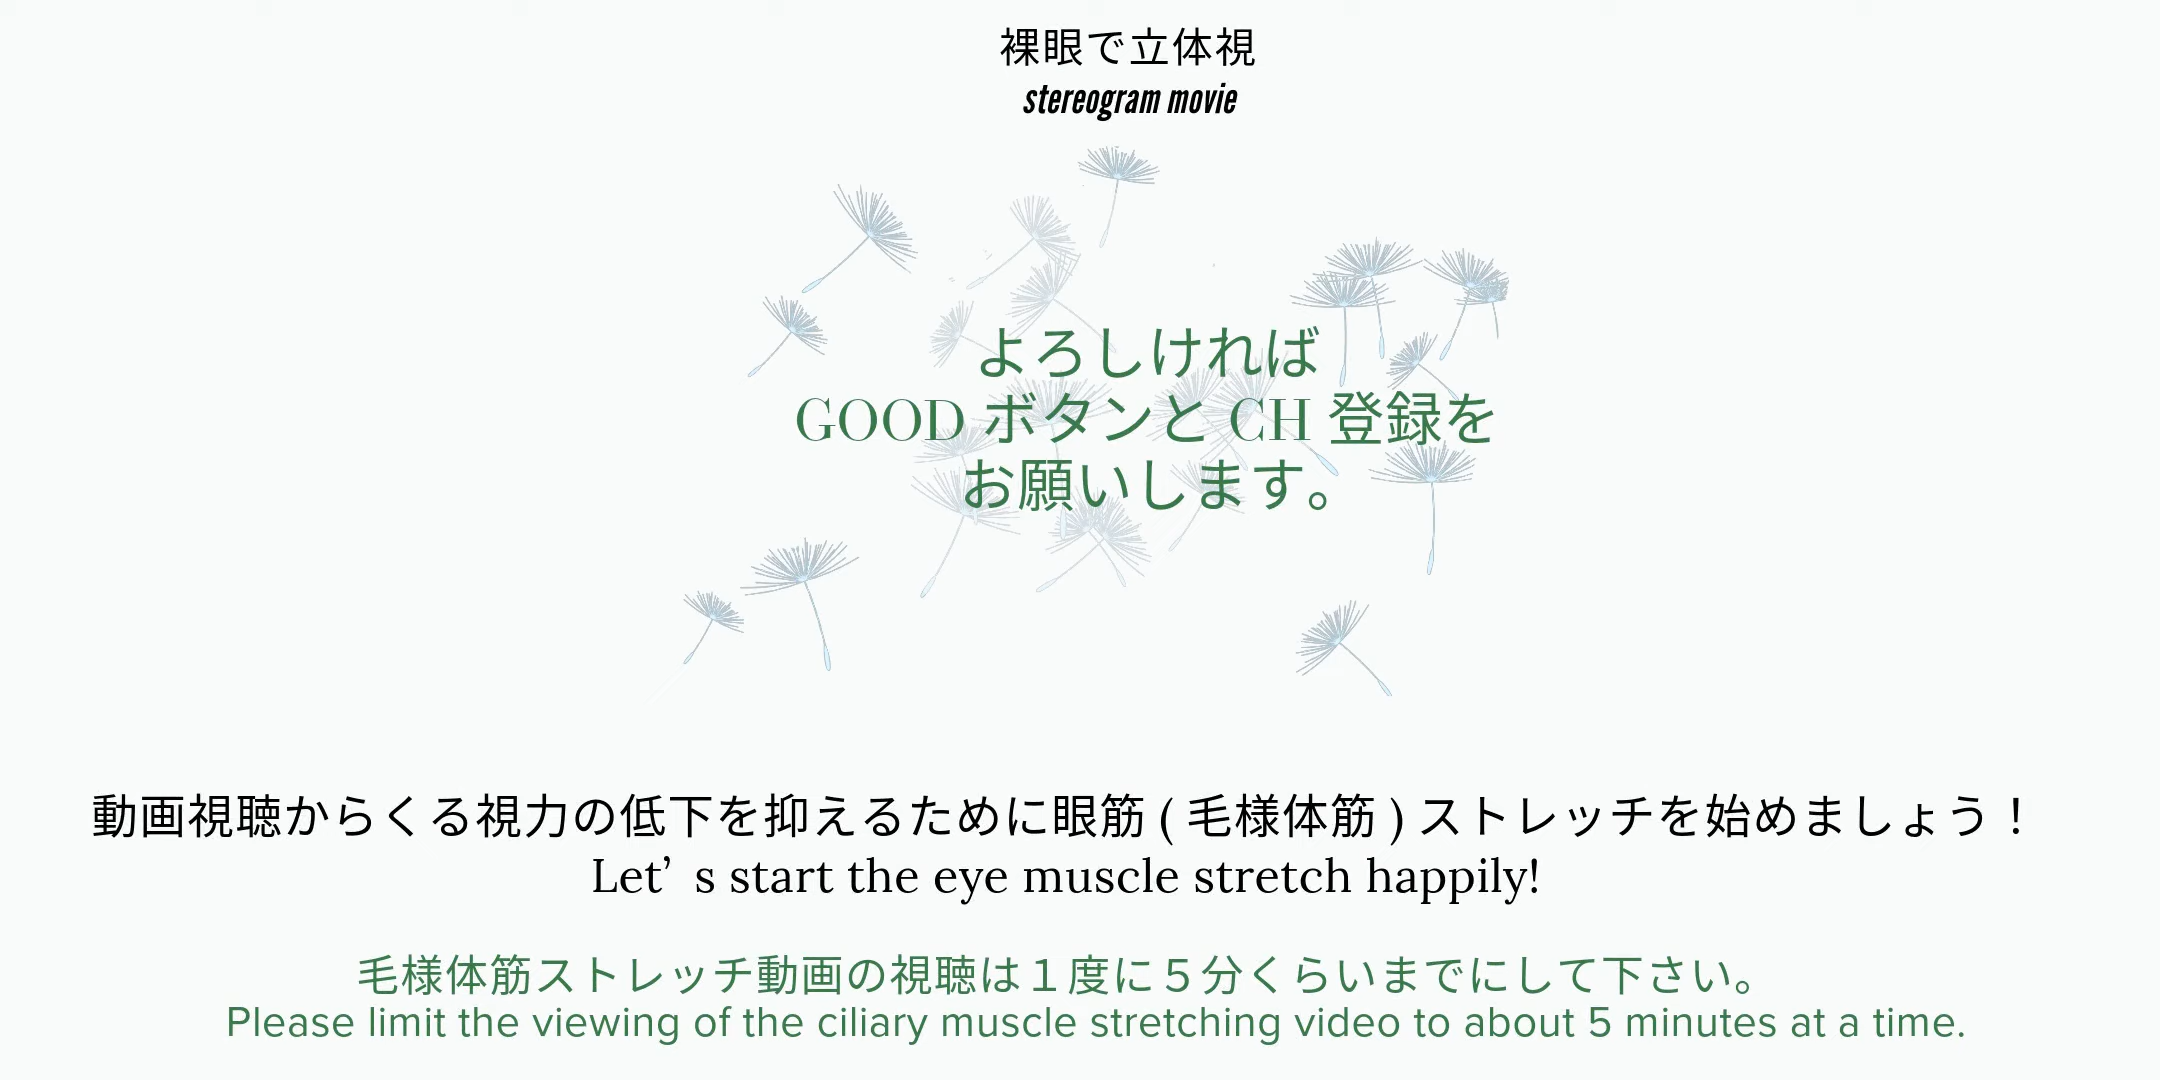 裸眼で立体視
stereogram movie
よろしければ
GOOD ボタンと CH 登録を
お願いします。
動画視聴からくる視力の低下を抑えるために眼筋 ( 毛様体筋 ) ストレッチを始めましょう！
Let’s start the eye muscle stretch happily!
毛様体筋ストレッチ動画の視聴は１度に５分くらいまでにして下さい。
Please limit the viewing of the ciliary muscle stretching video to about 5 minutes at a time.